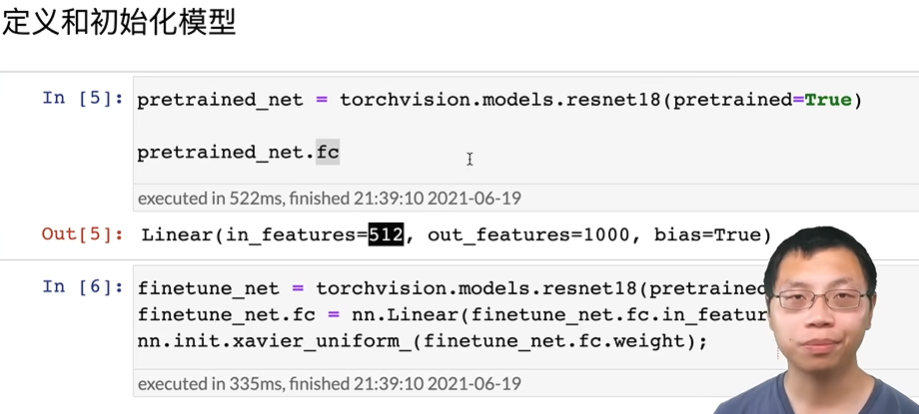 定义和初始化模型
In [5]: pretrained_net = torchvision.models.resnet18(pretrained=True)
pretrained_net.fc
executed in 522ms, finished 21:39:10 2021-06-19
Out[5]: Linear(in_features=512, out_features=1000, bias=True)
In [6]: finetune_net = torchvision.models.resnet18(pretrained
finetune_net.fc = nn.Linear(finetune_net.fc.in_featur
nn.init.xavier_uniform_(finetune_net.fc.weight);
executed in 335ms, finished 21:39:10 2021-06-19